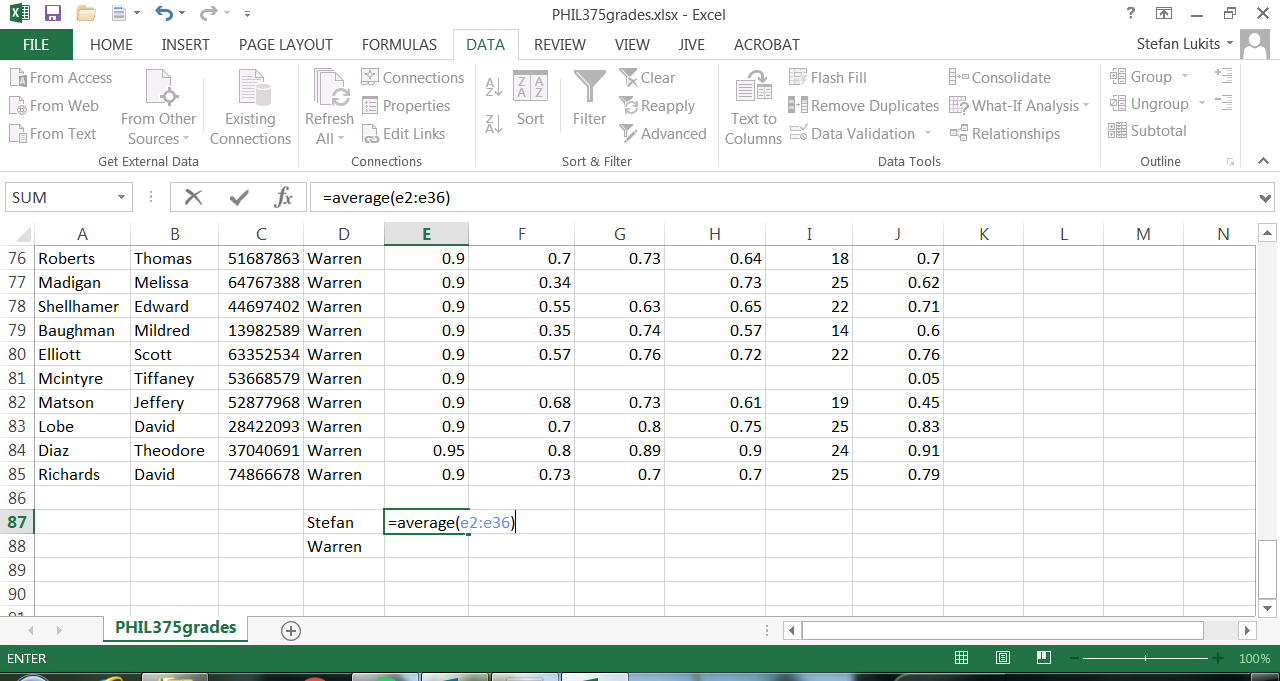 PHIL375grades.xlsx - Excel
?
FILE HOME INSERT PAGE LAYOUT FORMULAS DATA REVIEW VIEW JIVE ACROBAT Stefan Lukits
From Access
From Web
From Text
From Other
Sources
Existing
Connections
Get External Data
Refresh
All
Connections
Properties
Edit Links
Connections
Sort
Filter
Clear
Reapply
Advanced
Sort & Filter
Text to
Columns
Flash Fill
Remove Duplicates
Data Validation
Consolidate
What-If Analysis
Relationships
Data Tools
Group
Ungroup
Subtotal
Outline
SUM fx =average(e2:e36)
A B C D E F G H I J K L M N
76 Roberts Thomas 51687863 Warren 0.9 0.7 0.73 0.64 18 0.7
77 Madigan Melissa 64767388 Warren 0.9 0.34 0.73 25 0.62
78 Shellhamer Edward 44697402 Warren 0.9 0.55 0.63 0.65 22 0.71
79 Baughman Mildred 13982589 Warren 0.9 0.35 0.74 0.57 14 0.6
80 Elliott Scott 63352534 Warren 0.9 0.57 0.76 0.72 22 0.76
81 Mcintyre Tiffaney 53668579 Warren 0.9 0.05
82 Matson Jeffery 52877968 Warren 0.9 0.68 0.73 0.61 19 0.45
83 Lobe David 28422093 Warren 0.9 0.7 0.8 0.75 25 0.83
84 Diaz Theodore 37040691 Warren 0.95 0.8 0.89 0.9 24 0.91
85 Richards David 74866678 Warren 0.9 0.73 0.7 0.7 25 0.79
86
87 Stefan =average(e2:e36)
88 Warren
89
90
91
PHIL375grades
ENTER 100%